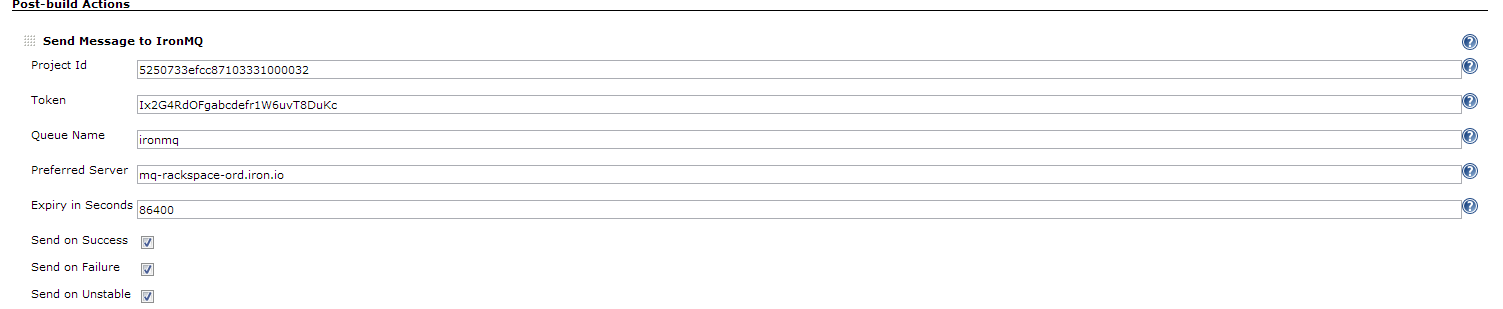 Post-build Actions
Send Message to IronMQ
Project Id 5250733efcc87103331000032
Token Ix2G4RdOFgabcdefr1W6uvT8DuKc
Queue Name ironmq
Preferred Server mq-rackspace-ord.iron.io
Expiry in Seconds 86400
Send on Success
Send on Failure
Send on Unstable